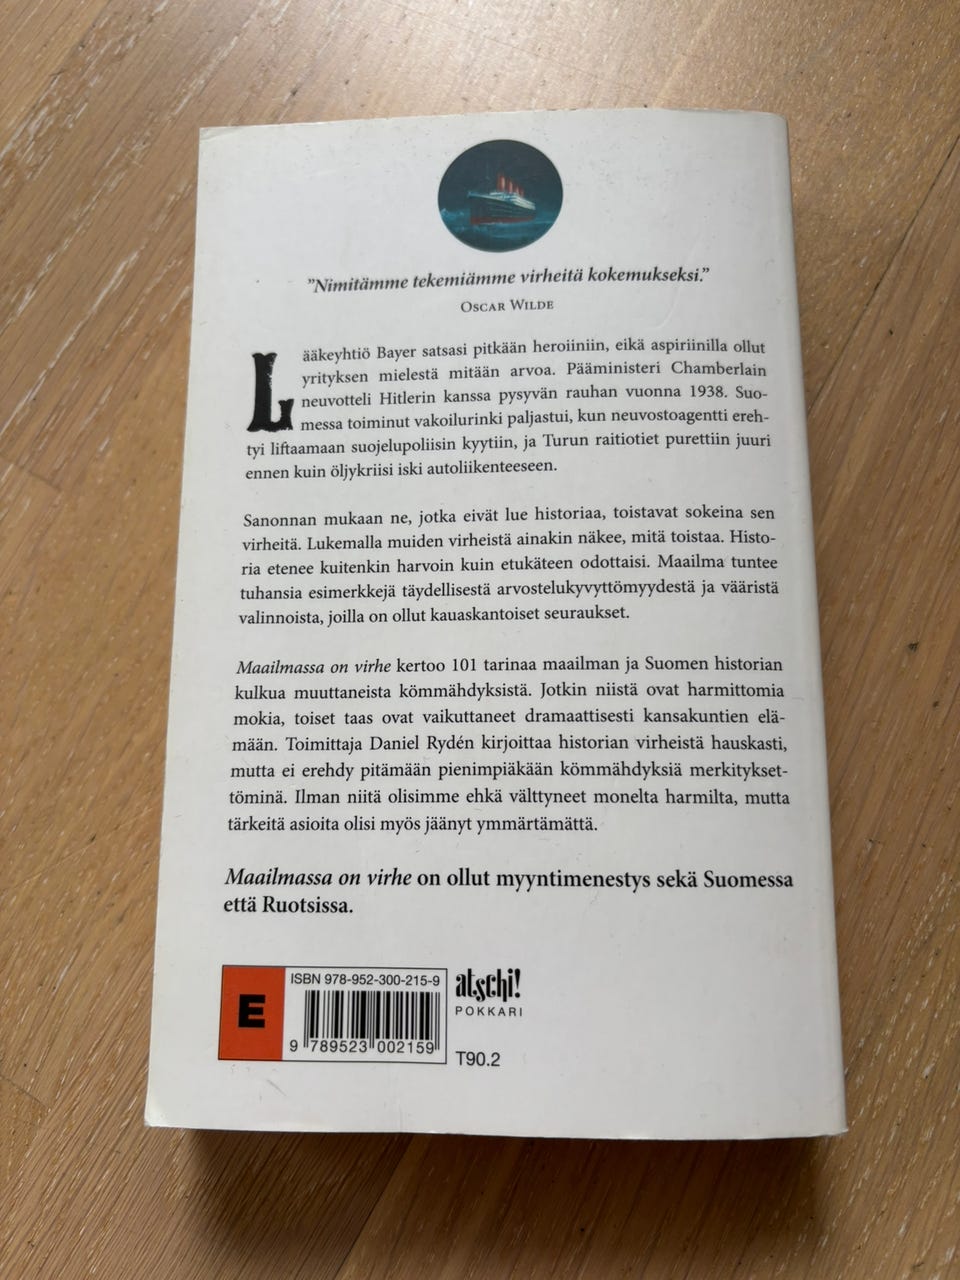 ”Nimitämme tekemiämme virheitä kokemukseksi.”
OSCAR WILDE
Lääkeyhtiö Bayer satsasi pitkään heroiiniin, eikä aspiriinilla ollut
yrityksen mielestä mitään arvoa. Pääministeri Chamberlain
neuvotteli Hitlerin kanssa pysyvän rauhan vuonna 1938. Suo-
messa toiminut vakoilurinki paljastui, kun neuvostoagentti ereh-
tyi liftaamaan suojelupoliisin kyytiin, ja Turun raitiotiet purettiin juuri
ennen kuin öljykriisi iski autoliikenteeseen.
Sanonnan mukaan ne, jotka eivät lue historiaa, toistavat sokeina sen
virheitä. Lukemalla muiden virheistä ainakin näkee, mitä toistaa. Histo-
ria etenee kuitenkin harvoin kuin etukäteen odottaisi. Maailma tuntee
tuhansia esimerkkejä täydellisestä arvostelukyvyttömyydestä ja vääristä
valinnoista, joilla on ollut kauaskantoiset seuraukset.
Maailmassa on virhe kertoo 101 tarinaa maailman ja Suomen historian
kulkua muuttaneista kömmähdyksistä. Jotkin niistä ovat harmittomia
mokia, toiset taas ovat vaikuttaneet dramaattisesti kansakuntien elä-
mään. Toimittaja Daniel Rydén kirjoittaa historian virheistä hauskasti,
mutta ei erehdy pitämään pienimpiäkään kömmähdyksiä merkitykset-
töminä. Ilman niitä olisimme ehkä välttyneet monelta harmilta, mutta
tärkeitä asioita olisi myös jäänyt ymmärtämättä.
Maailmassa on virhe on ollut myyntimenestys sekä Suomessa
että Ruotsissa.
E
ISBN 978-952-300-215-9
9 789523 002159
atschi!
POKKARI
T90.2